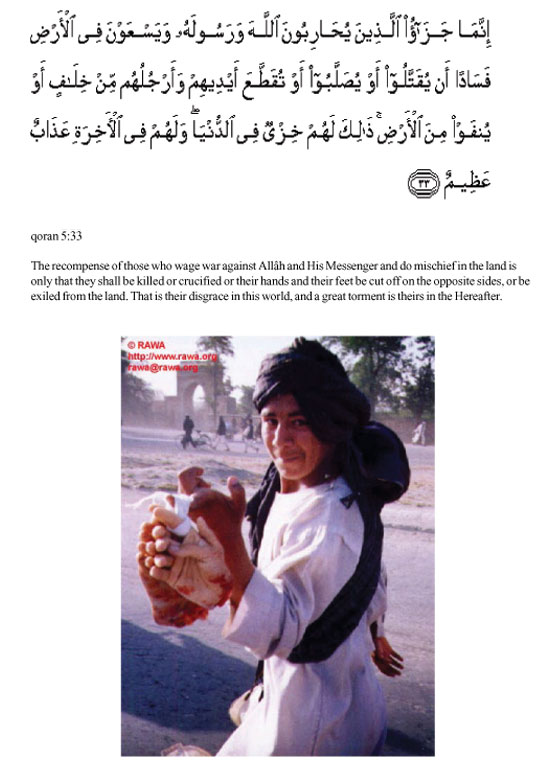 إِنَّمَا جَزَٰٓؤُا۟ ٱلَّذِينَ يُحَارِبُونَ ٱللَّهَ وَرَسُولَهُۥ وَيَسْعَوْنَ فِى ٱلْأَرْضِ
فَسَادًا أَن يُقَتَّلُوٓا۟ أَوْ يُصَلَّبُوٓا۟ أَوْ تُقَطَّعَ أَيْدِيهِمْ وَأَرْجُلُهُم مِّنْ خِلَٰفٍ أَوْ
يُنفَوْا۟ مِنَ ٱلْأَرْضِ ۚ ذَٰلِكَ لَهُمْ خِزْىٌ فِى ٱلدُّنْيَا ۖ وَلَهُمْ فِى ٱلْأَخِرَةِ عَذَابٌ
عَظِيمٌ ٣٣
qoran 5:33
The recompense of those who wage war against Allâh and His Messenger and do mischief in the land is
only that they shall be killed or crucified or their hands and their feet be cut off on the opposite sides, or be
exiled from the land. That is their disgrace in this world, and a great torment is theirs in the Hereafter.
© RAWA
http://www.rawa.org
rawa@rawa.org